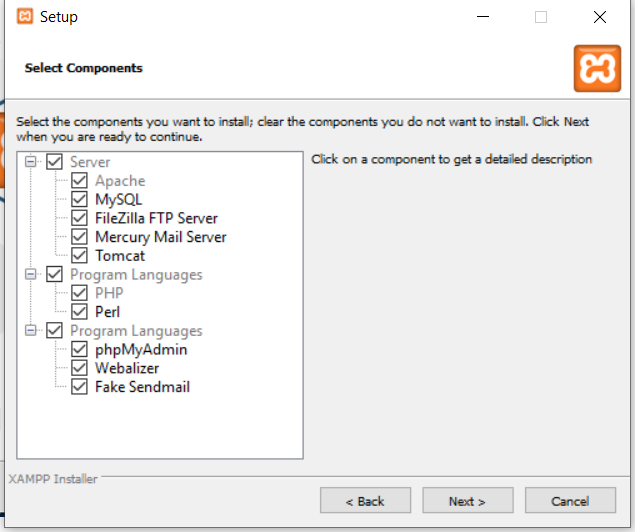 Setup
Select Components
Select the components you want to install; clear the components you do not want to install. Click Next
when you are ready to continue.
Server
Apache
MySQL
FileZilla FTP Server
Mercury Mail Server
Tomcat
Program Languages
PHP
Perl
Program Languages
phpMyAdmin
Webalizer
Fake Sendmail
Click on a component to get a detailed description
XAMPP Installer
< Back
Next >
Cancel